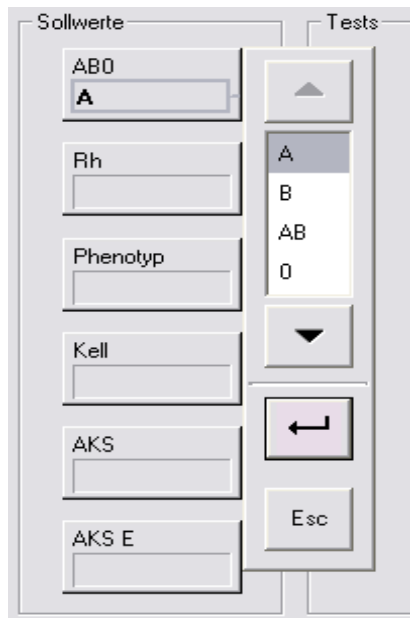 Sollwerte
Tests
AB0
A
Rh
Phenotyp
Kell
AKS
AKS E
A
B
AB
0
Esc